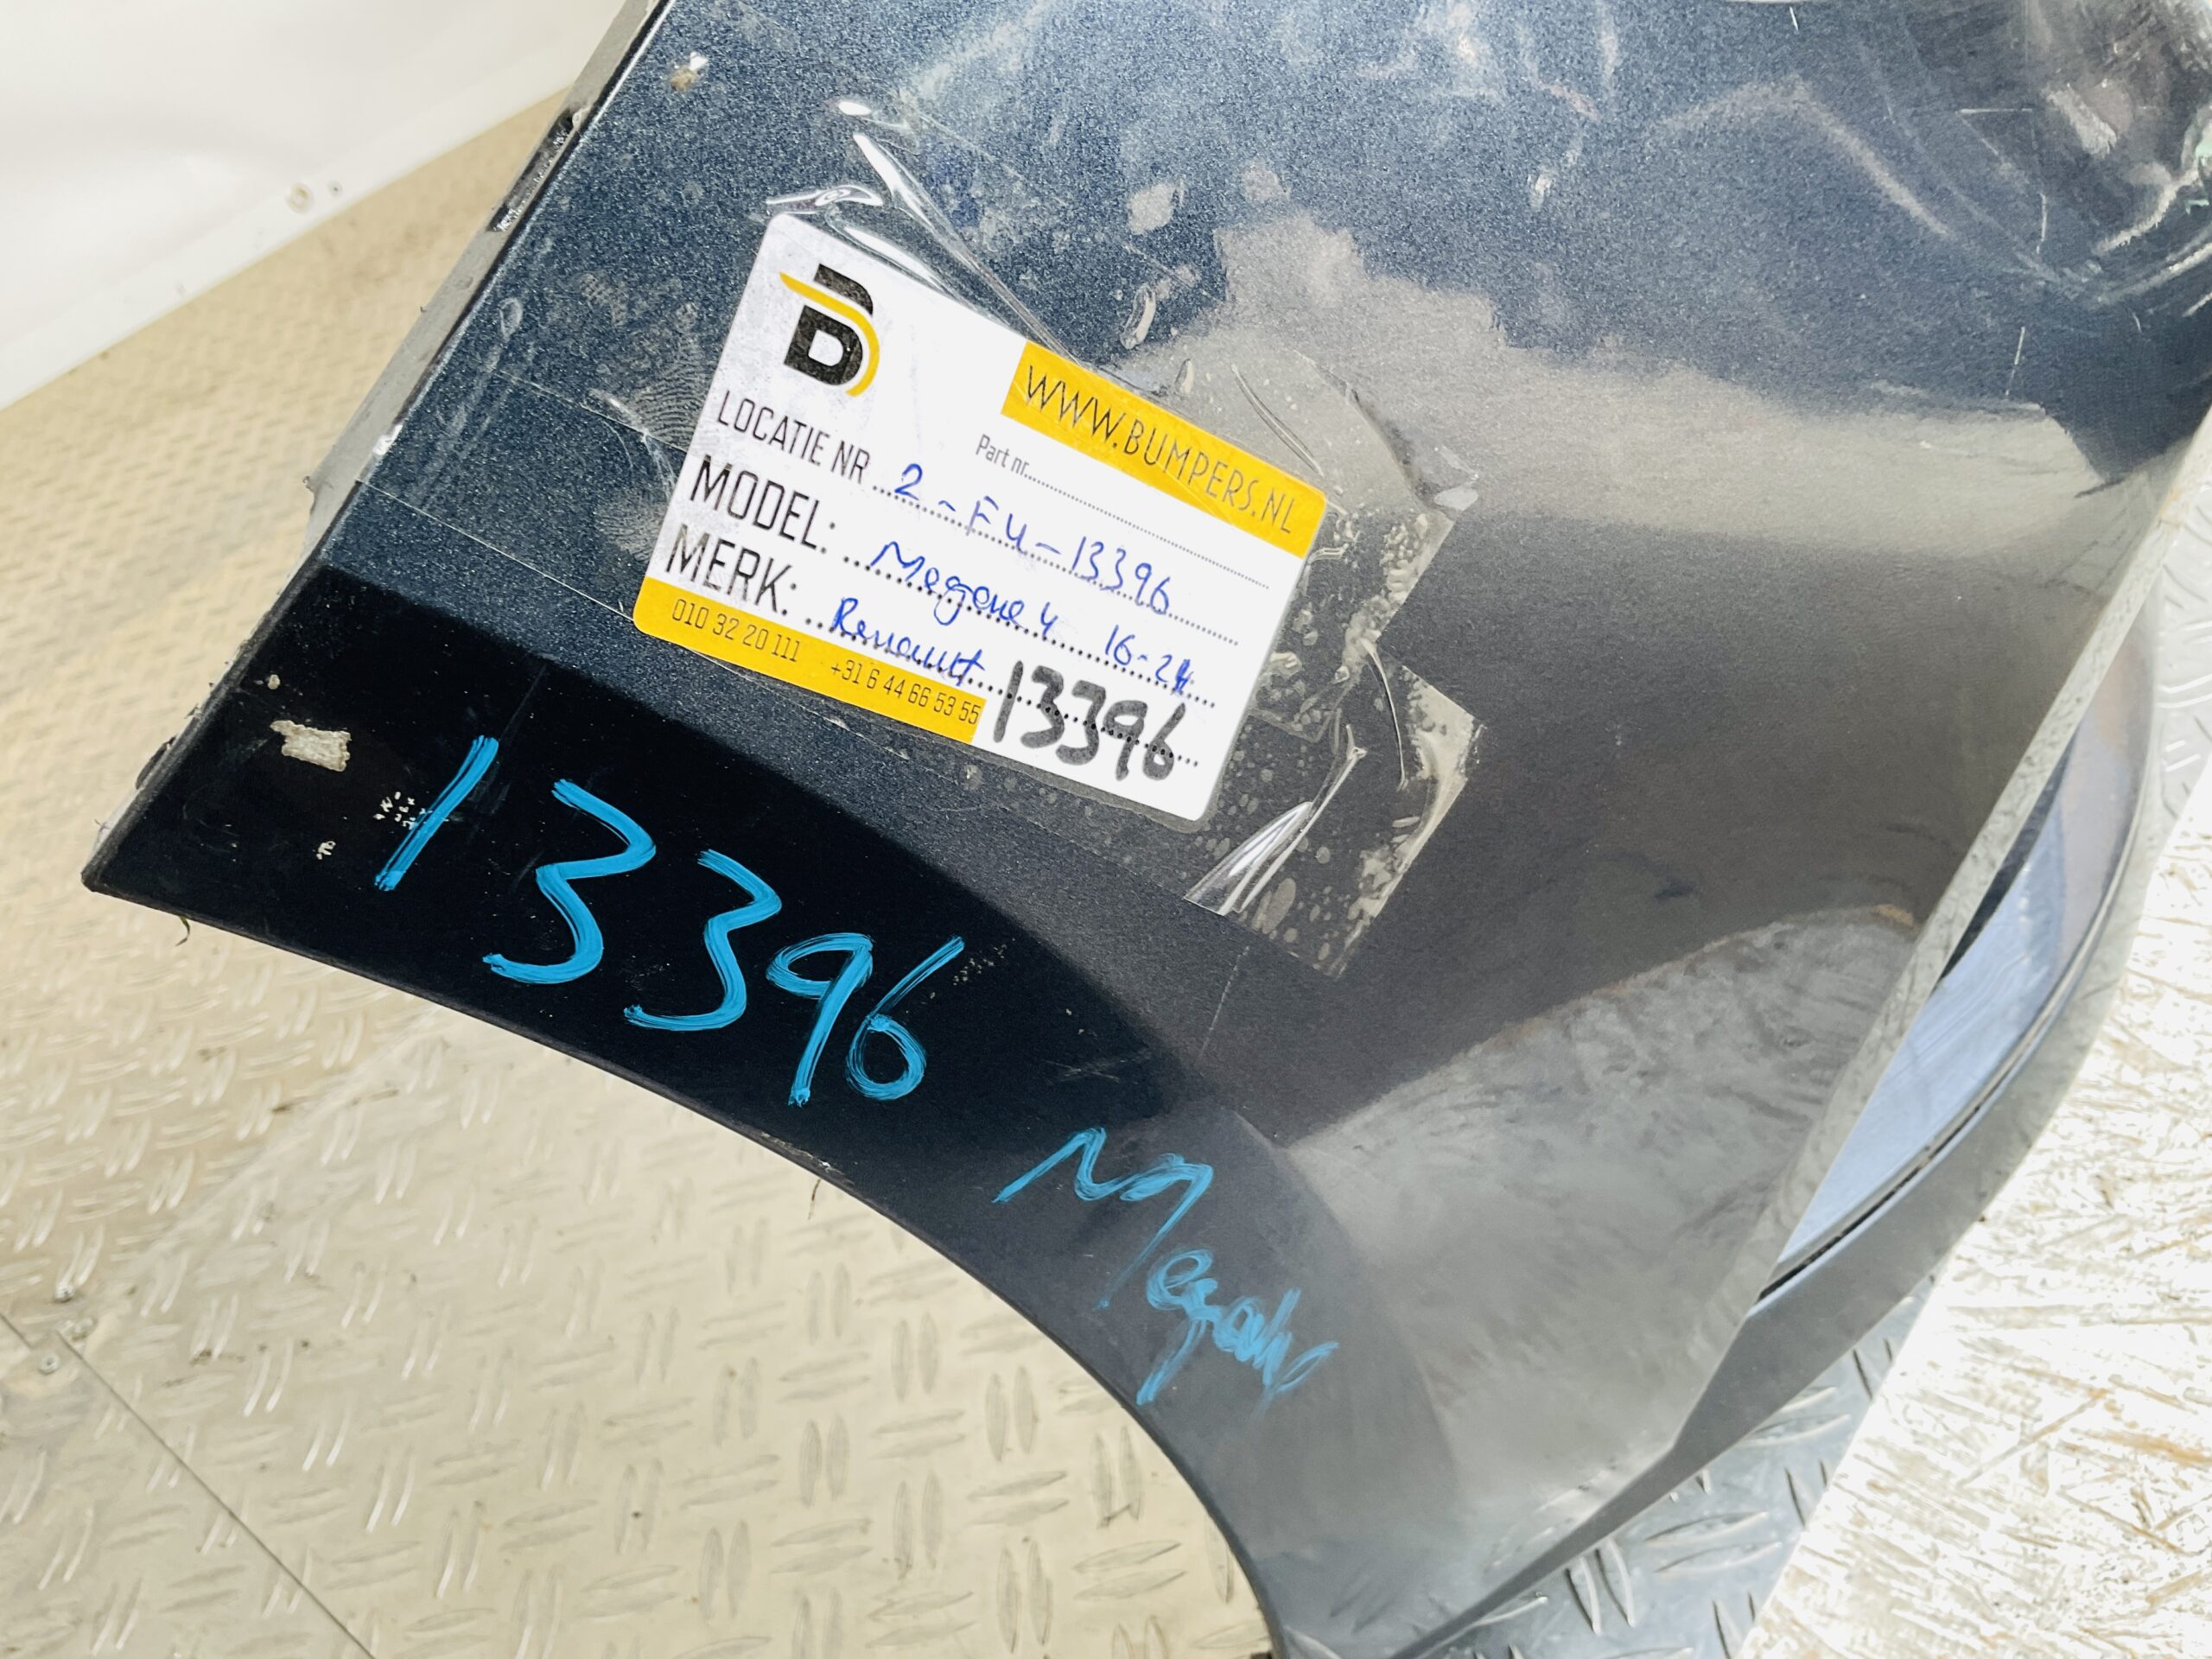 B
WWW.BUMPERS.NL
Part nr.
LOCATIE NR 2-FU-13396
MODEL: Megane 4 16-24
MERK: Renault
010 32 20 111 +31 6 44 66 53 55
13396
13396
Megane